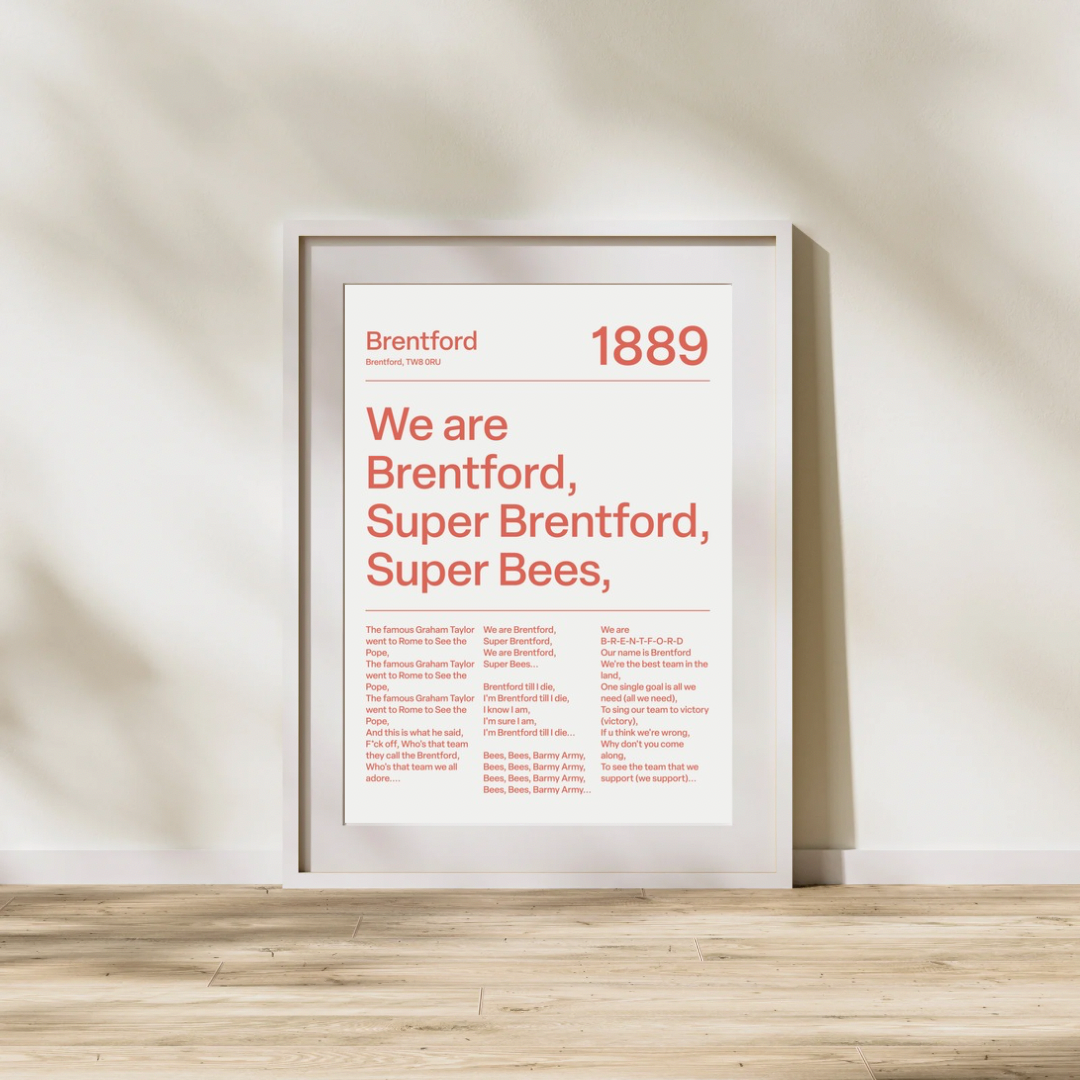 Brentford
Brentford, TW8 0RU
1889
We are
Brentford,
Super Brentford,
Super Bees,
The famous Graham Taylor
went to Rome to See the
Pope,
The famous Graham Taylor
went to Rome to See the
Pope,
The famous Graham Taylor
went to Rome to See the
Pope,
And this is what he said,
F*ck off, Who's that team
they call the Brentford,
Who's that team we all
adore....
We are Brentford,
Super Brentford,
We are Brentford,
Super Bees...
Brentford till I die,
I'm Brentford till I die,
I know I am,
I'm sure I am,
I'm Brentford till I die...
Bees, Bees, Barmy Army,
Bees, Bees, Barmy Army,
Bees, Bees, Barmy Army,
Bees, Bees, Barmy Army...
We are
B-R-E-N-T-F-O-R-D
Our name is Brentford
We're the best team in the
land,
One single goal is all we
need (all we need),
To sing our team to victory
(victory),
If u think we're wrong,
Why don't you come
along,
To see the team that we
support (we support)...